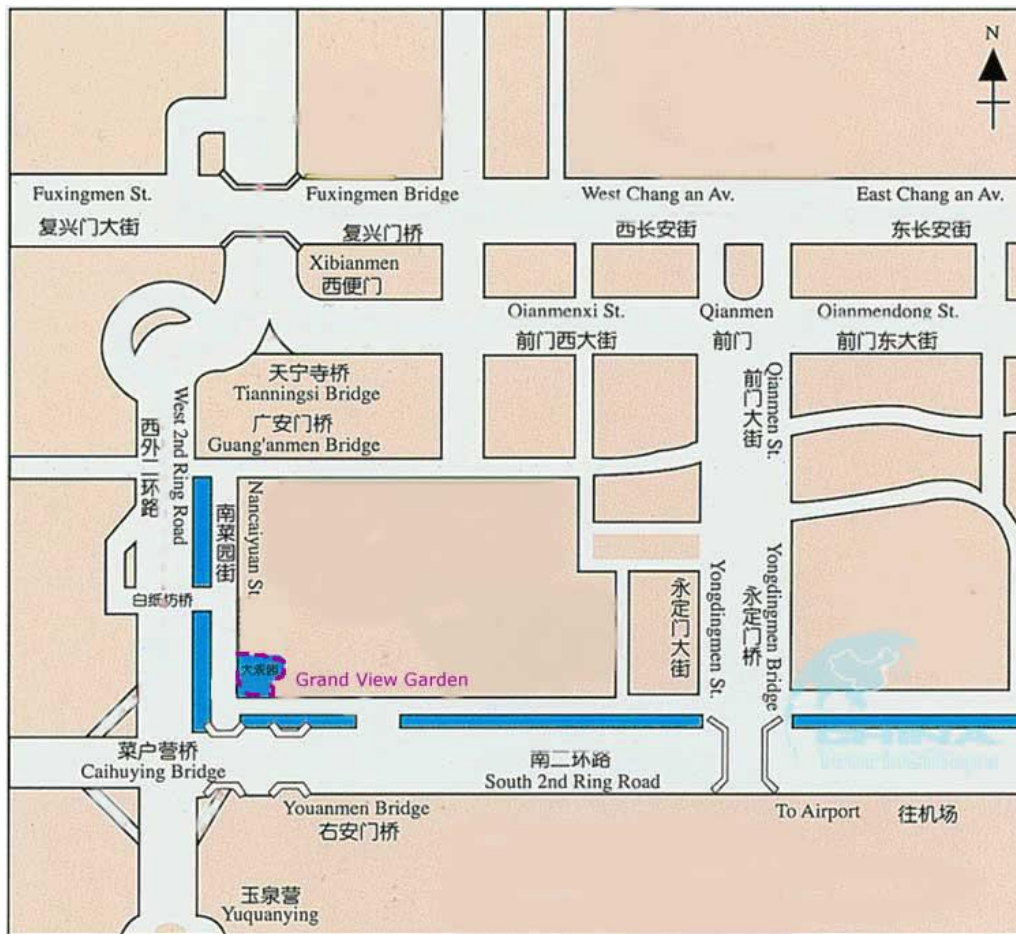 N
Fuxingmen St.
复兴门大街
Fuxingmen Bridge
复兴门桥
West Chang an Av.
西长安街
East Chang an Av.
东长安街
Xibianmen
西便门
Qianmenxi St.
前门西大街
Qianmen
前门
Qianmendong St.
前门东大街
天宁寺桥
Tianningsi Bridge
广安门桥
Guang'anmen Bridge
前门大街
Qianmen St.
西外二环路
West 2nd Ring Road
南菜园街
Nancaiyuan St.
白纸坊桥
永定门大街
Yongdingmen St.
永定门桥
Yongdingmen Bridge
大观园
Grand View Garden
CHINA
菜户营桥
Caihuying Bridge
南二环路
South 2nd Ring Road
Youanmen Bridge
右安门桥
To Airport 往机场
玉泉营
Yuquanying